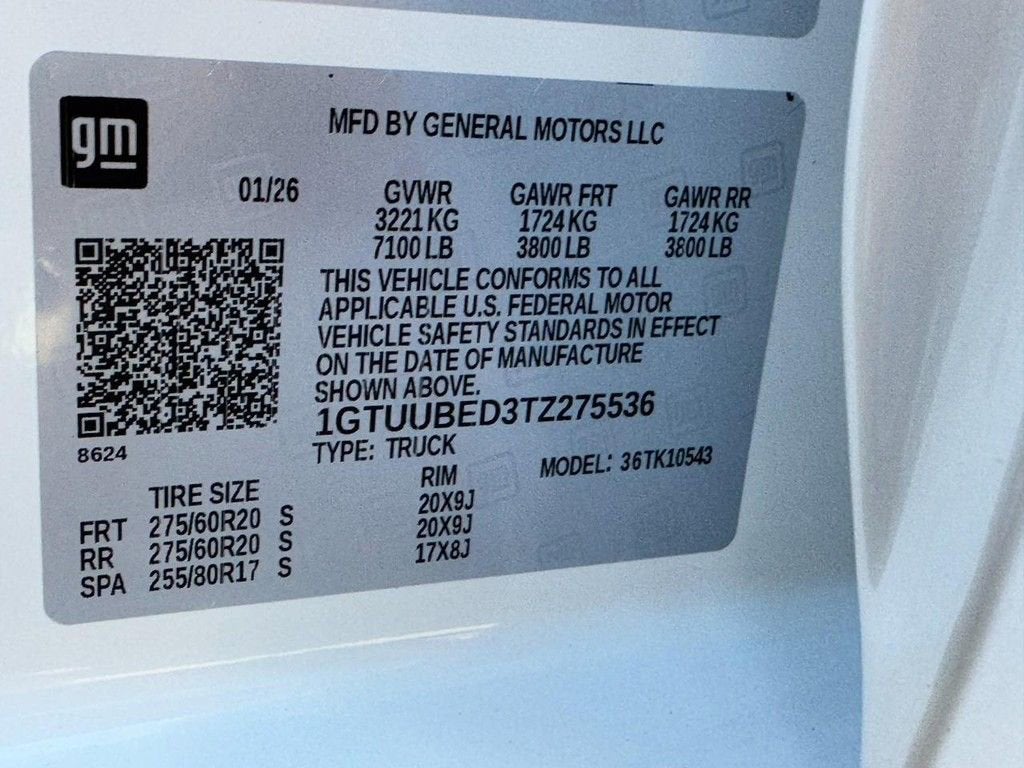 gm
MFD BY GENERAL MOTORS LLC
01/26 GVWR GAWR FRT GAWR RR
3221 KG 1724 KG 1724 KG
7100 LB 3800 LB 3800 LB
THIS VEHICLE CONFORMS TO ALL
APPLICABLE U.S. FEDERAL MOTOR
VEHICLE SAFETY STANDARDS IN EFFECT
ON THE DATE OF MANUFACTURE
SHOWN ABOVE.
1GTUUBED3TZ275536
8624
TYPE: TRUCK MODEL: 36TK10543
TIRE SIZE RIM
FRT 275/60R20 S 20X9J
RR 275/60R20 S 20X9J
SPA 255/80R17 S 17X8J